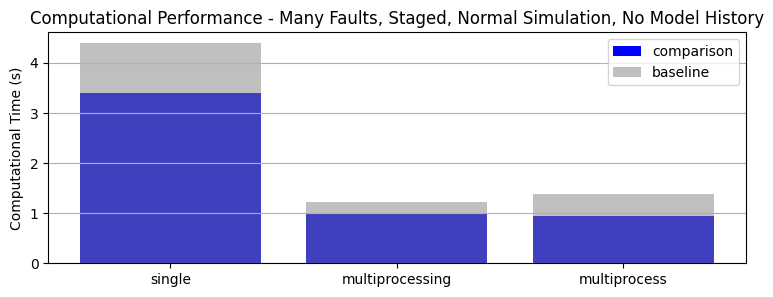 Computational Performance - Many Faults, Staged, Normal Simulation, No Model History
comparison
baseline
Computational Time (s)
4
3
2
1
0
single
multiprocessing
multiprocess